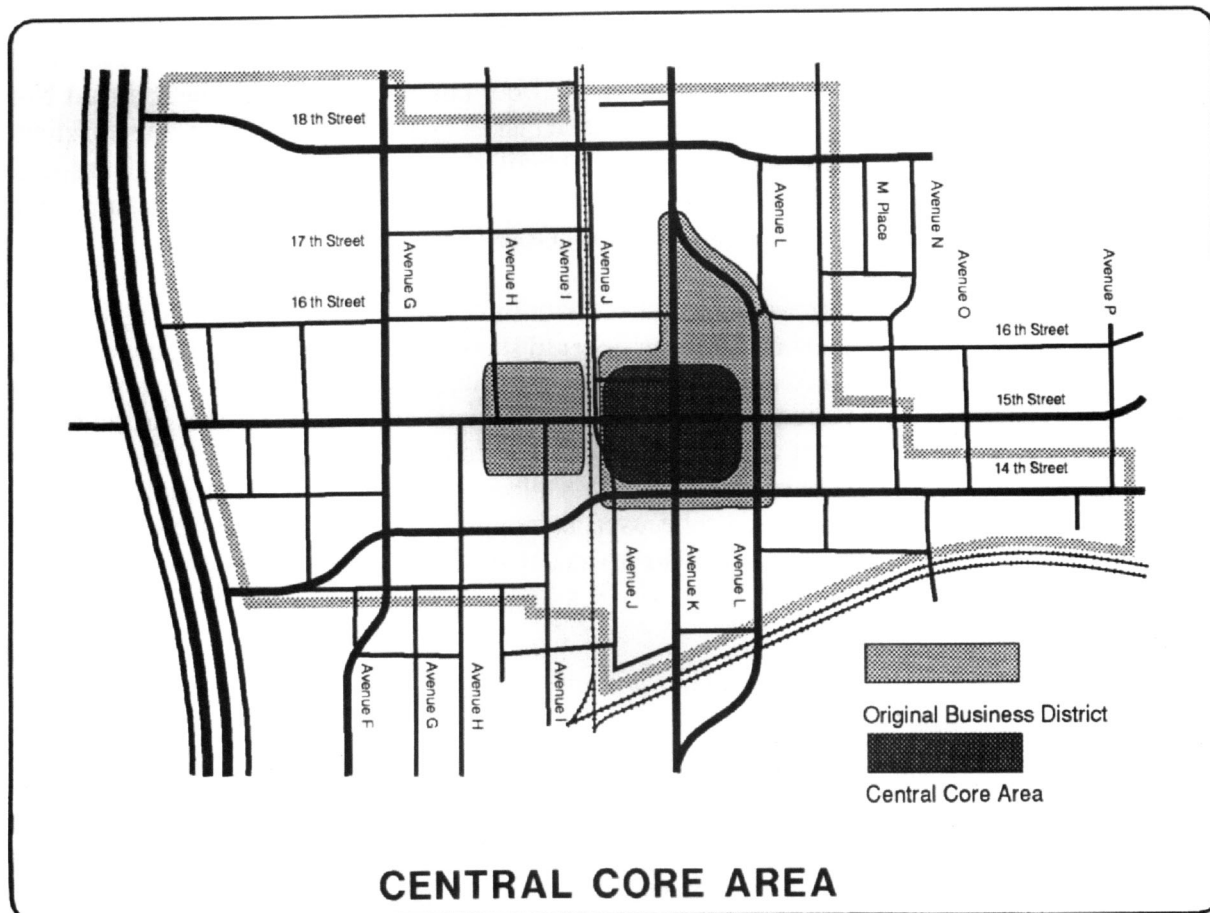 18 th Street
17 th Street
16 th Street
Avenue G
Avenue H
Avenue I
Avenue J
Avenue L
M Place
Avenue N
Avenue O
Avenue P
16 th Street
15th Street
14 th Street
Avenue J
Avenue K
Avenue L
Avenue F
Avenue G
Avenue H
Avenue I
Original Business District
Central Core Area
CENTRAL CORE AREA